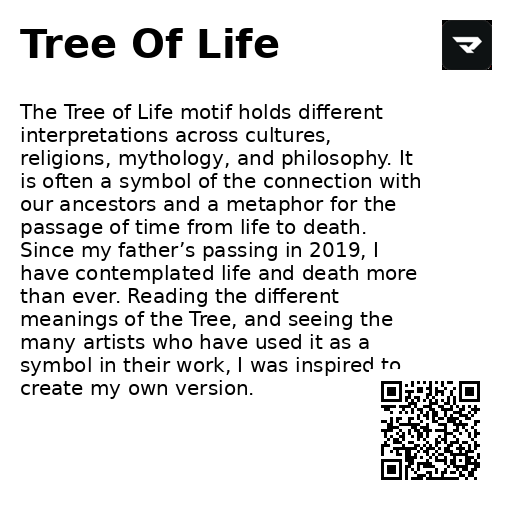 Tree Of Life
The Tree of Life motif holds different
interpretations across cultures,
religions, mythology, and philosophy. It
is often a symbol of the connection with
our ancestors and a metaphor for the
passage of time from life to death.
Since my father’s passing in 2019, I
have contemplated life and death more
than ever. Reading the different
meanings of the Tree, and seeing the
many artists who have used it as a
symbol in their work, I was inspired to
create my own version.